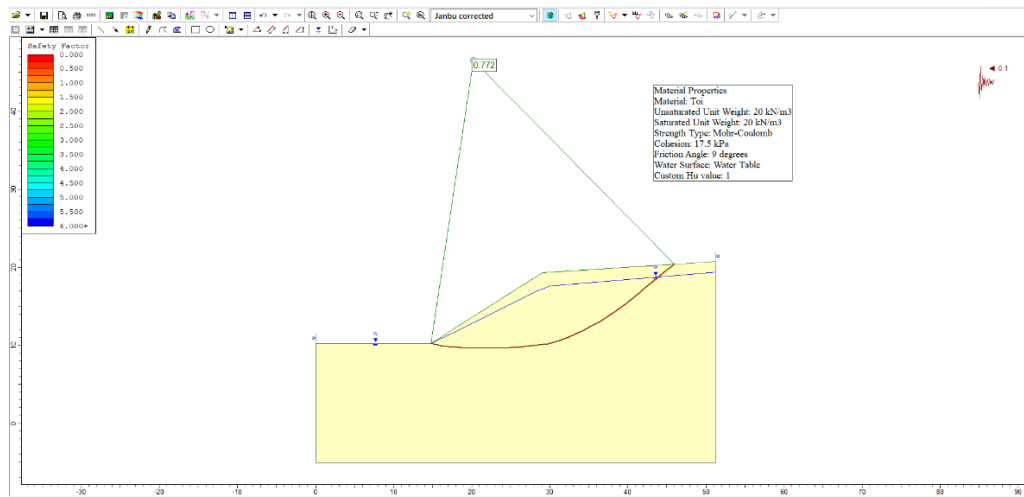 Janbu corrected
Safety Factor
0.000
0.500
1.000
1.500
2.000
2.500
3.000
3.500
4.000
4.500
5.000
5.500
6.000+
0.772
0.1
Material Properties
Material: Toi
Unsaturated Unit Weight: 20 kN/m3
Saturated Unit Weight: 20 kN/m3
Strength Type: Mohr-Coulomb
Cohesion: 17.5 kPa
Friction Angle: 9 degrees
Water Surface: Water Table
Custom Hu value: 1
W
W
40
30
20
10
0
-30
-20
-10
0
10
20
30
40
50
60
70
80
90